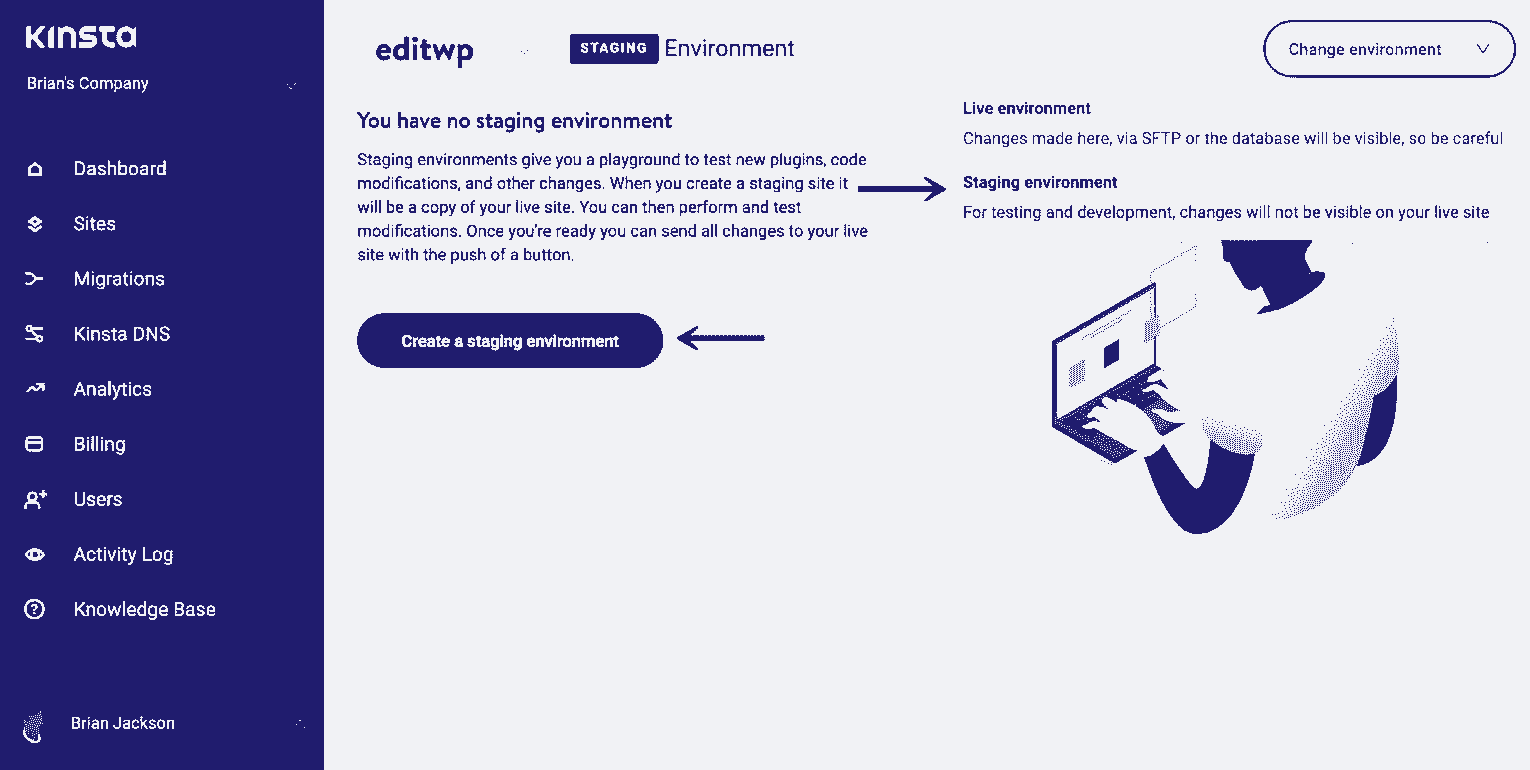 Kinsta
Brian's Company
Dashboard
Sites
Migrations
Kinsta DNS
Analytics
Billing
Users
Activity Log
Knowledge Base
Brian Jackson
editwp
STAGING Environment
Change environment
You have no staging environment
Staging environments give you a playground to test new plugins, code
modifications, and other changes. When you create a staging site it
will be a copy of your live site. You can then perform and test
modifications. Once you're ready you can send all changes to your live
site with the push of a button.
Create a staging environment
Live environment
Changes made here, via SFTP or the database will be visible, so be careful
Staging environment
For testing and development, changes will not be visible on your live site